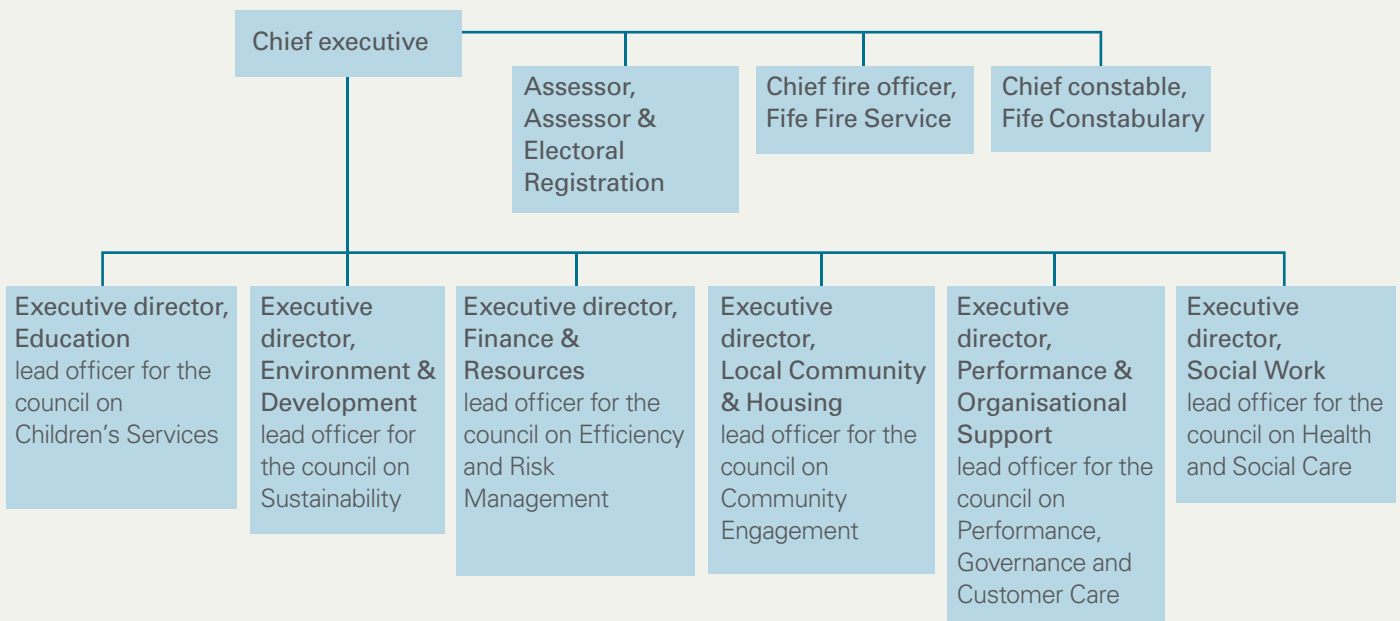 Chief executive
Assessor,
Assessor &
Electoral
Registration
Chief fire officer,
Fife Fire Service
Chief constable,
Fife Constabulary
Executive director,
Education
lead officer for the
council on
Children's Services
Executive
director,
Environment &
Development
lead officer for
the council on
Sustainability
Executive director,
Finance &
Resources
lead officer for the
council on Efficiency
and Risk
Management
Executive
director,
Local Community
& Housing
lead officer for the
council on
Community
Engagement
Executive
director,
Performance &
Organisational
Support
lead officer for the
council on
Performance,
Governance and
Customer Care
Executive
director,
Social Work
lead officer for the
council on Health
and Social Care